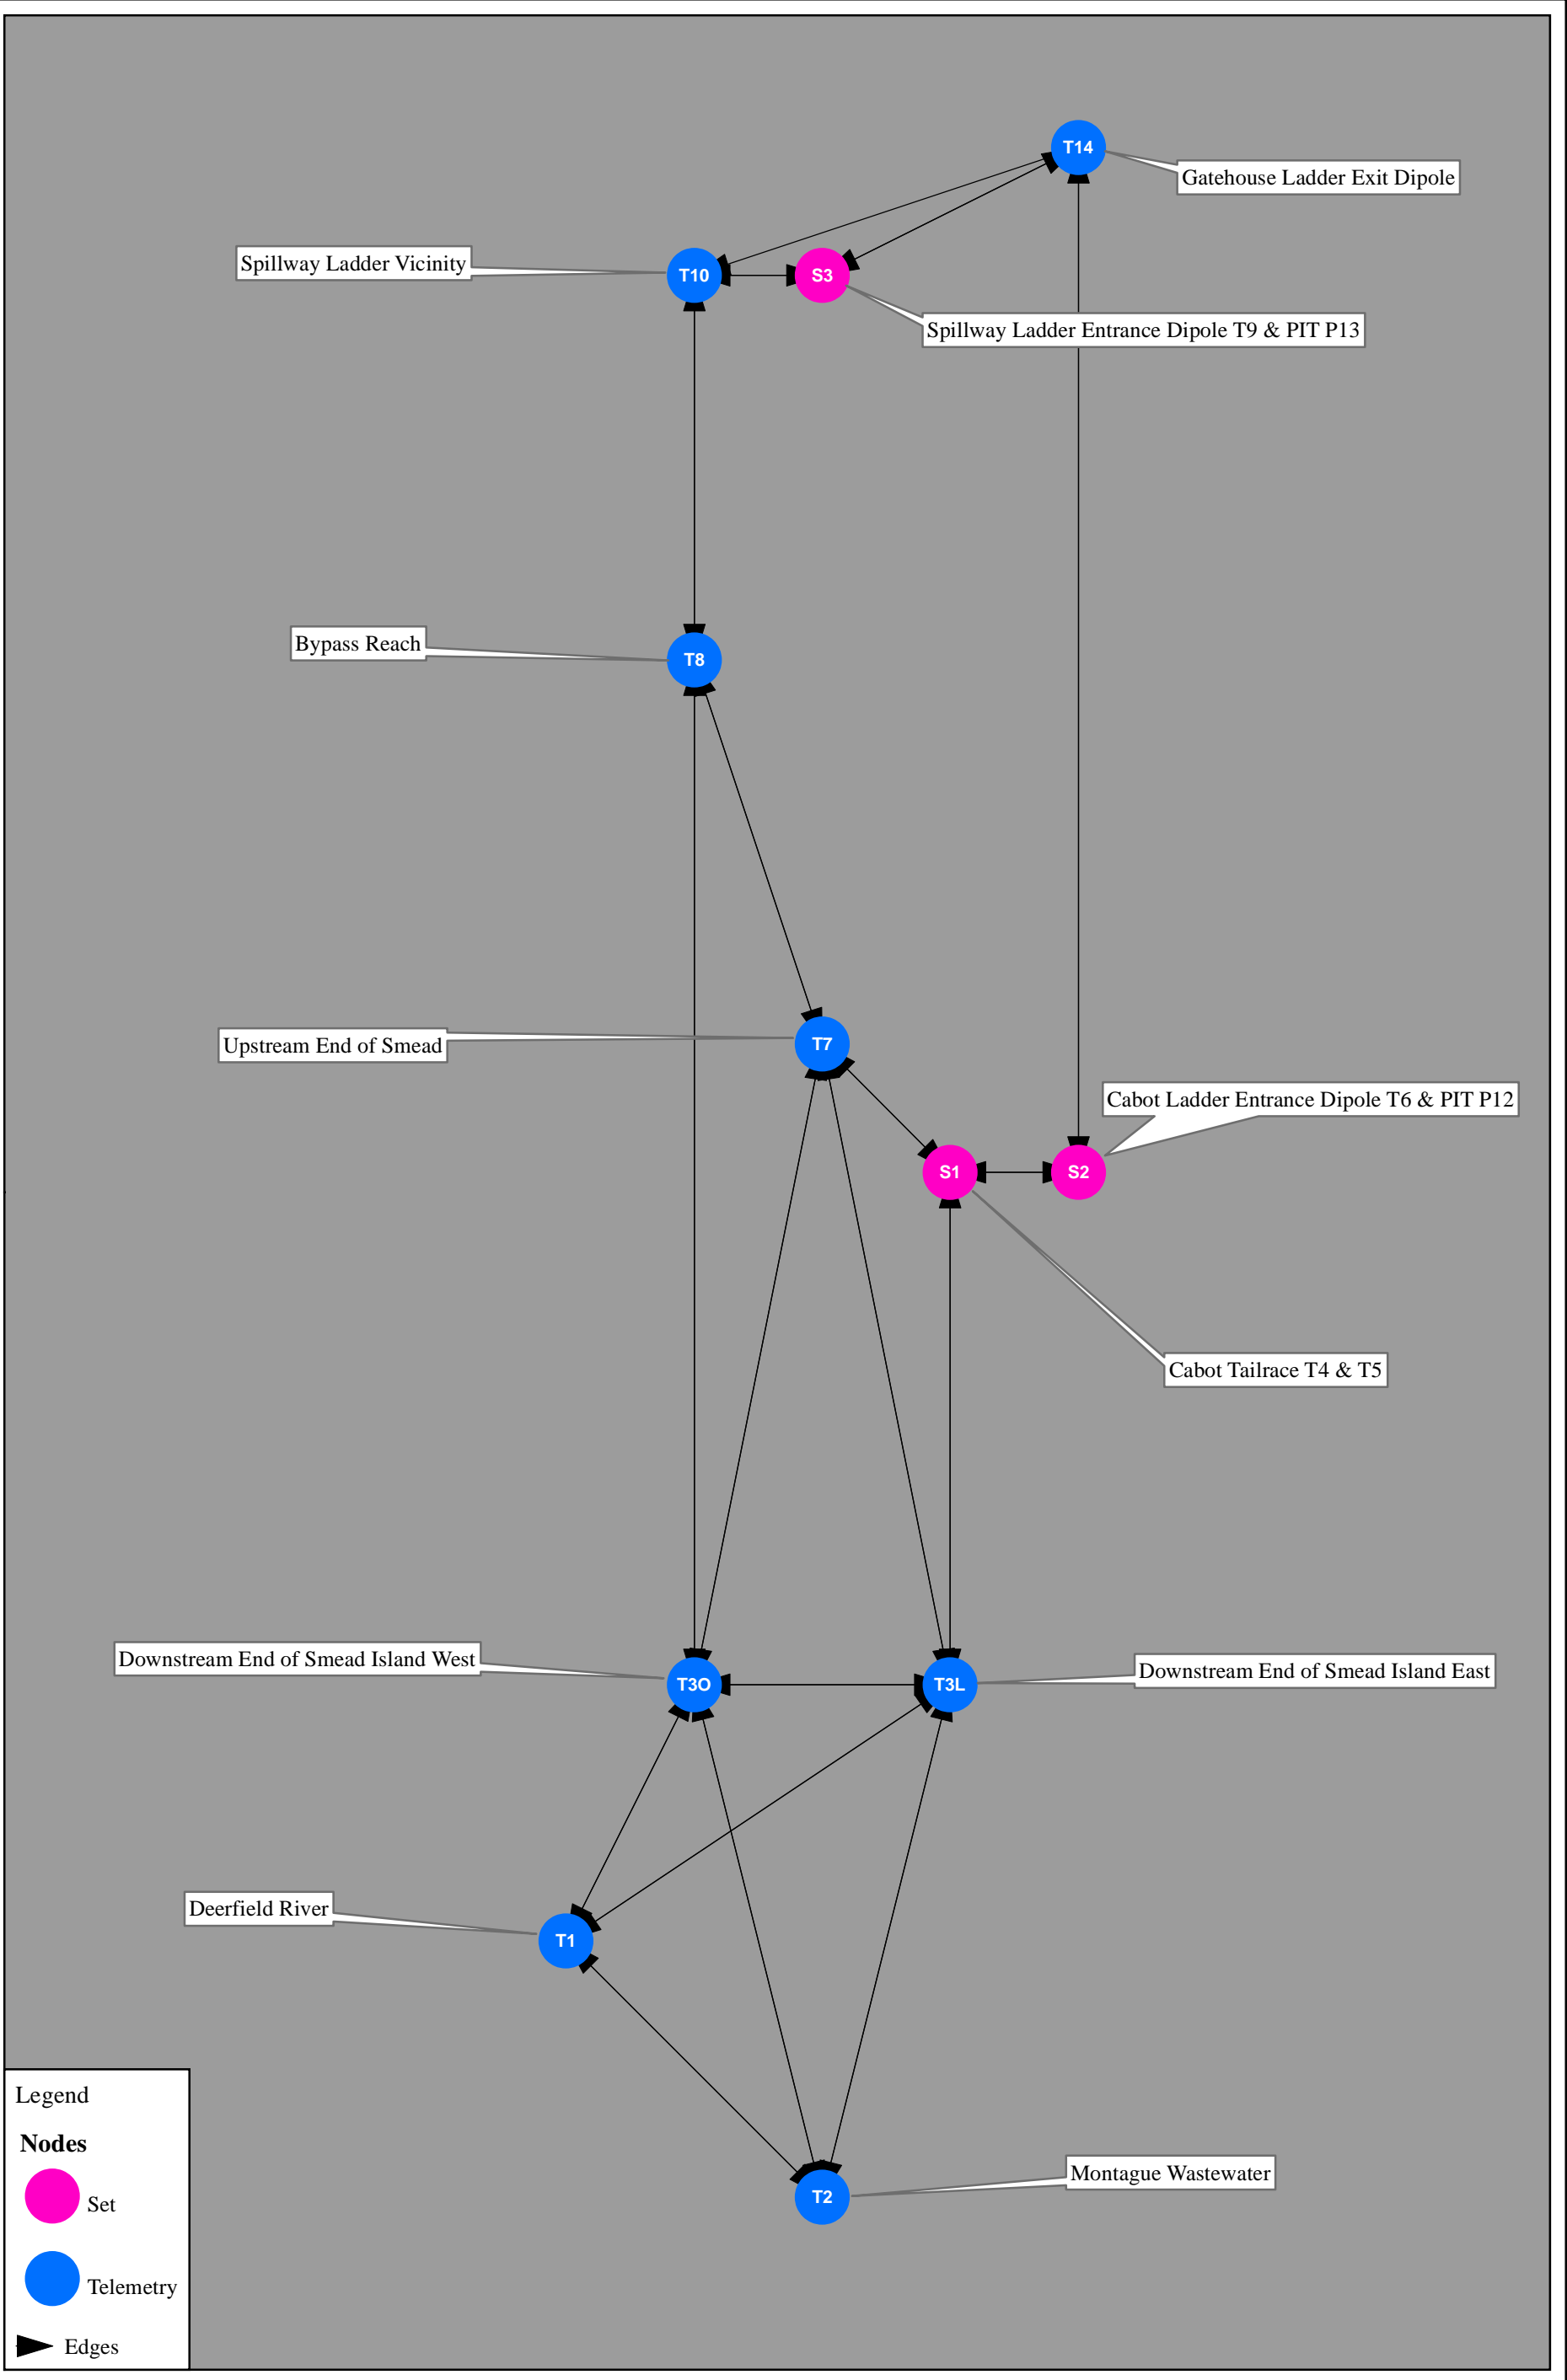 T14
Gatehouse Ladder Exit Dipole
Spillway Ladder Vicinity
T10
S3
Spillway Ladder Entrance Dipole T9 & PIT P13
Bypass Reach
T8
Upstream End of Smead
T7
Cabot Ladder Entrance Dipole T6 & PIT P12
S1
S2
Cabot Tailrace T4 & T5
Downstream End of Smead Island West
T3O
T3L
Downstream End of Smead Island East
Deerfield River
T1
Montague Wastewater
T2
Legend
Nodes
Set
Telemetry
Edges